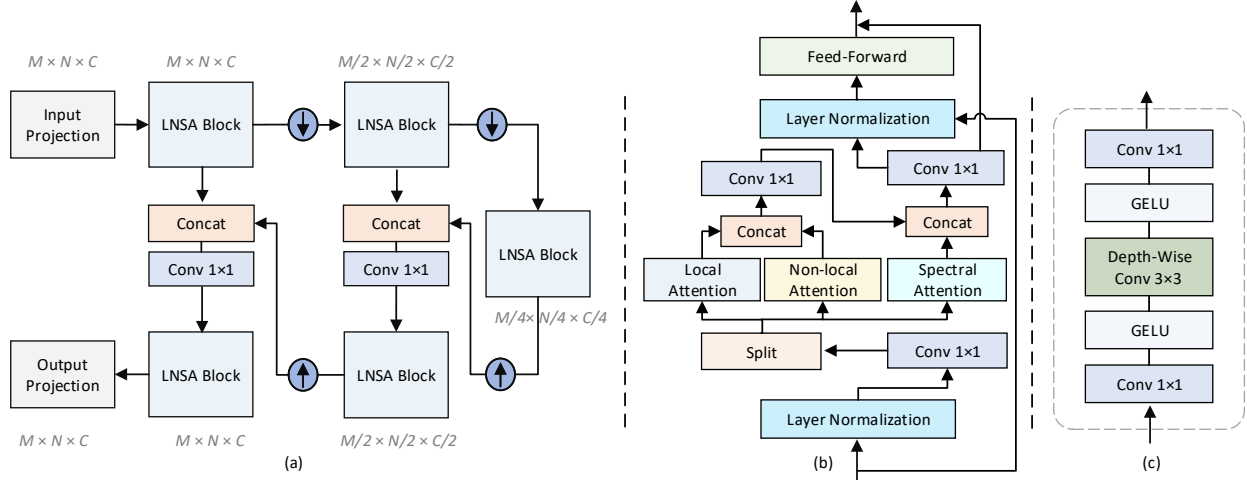 M × N × C
M × N × C
M/2 × N/2 × C/2
Input
Projection
LNSA Block
LNSA Block
Concat
Concat
Conv 1×1
Conv 1×1
LNSA Block
M/4× N/4 × C/4
Output
Projection
LNSA Block
LNSA Block
M × N × C
M × N × C
M/2 × N/2 × C/2
(a)
Feed-Forward
Layer Normalization
Conv 1×1
Conv 1×1
Concat
Concat
Local
Attention
Non-local
Attention
Spectral
Attention
Split
Conv 1×1
Layer Normalization
(b)
Conv 1×1
GELU
Depth-Wise
Conv 3×3
GELU
Conv 1×1
(c)